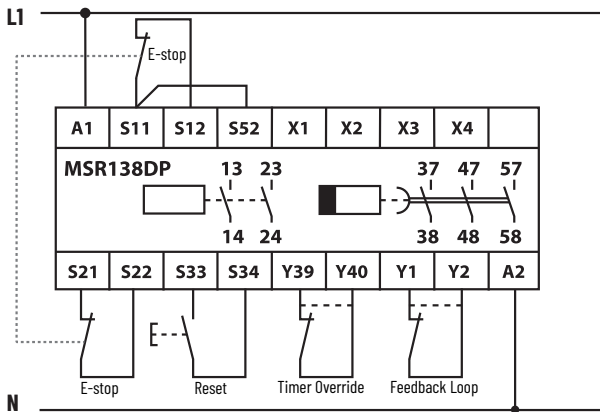 L1
E-stop
A1 S11 S12 S52 X1 X2 X3 X4
MSR138DP 13 23 37 47 57
14 24 38 48 58
S21 S22 S33 S34 Y39 Y40 Y1 Y2 A2
E-stop Reset Timer Override Feedback Loop
N